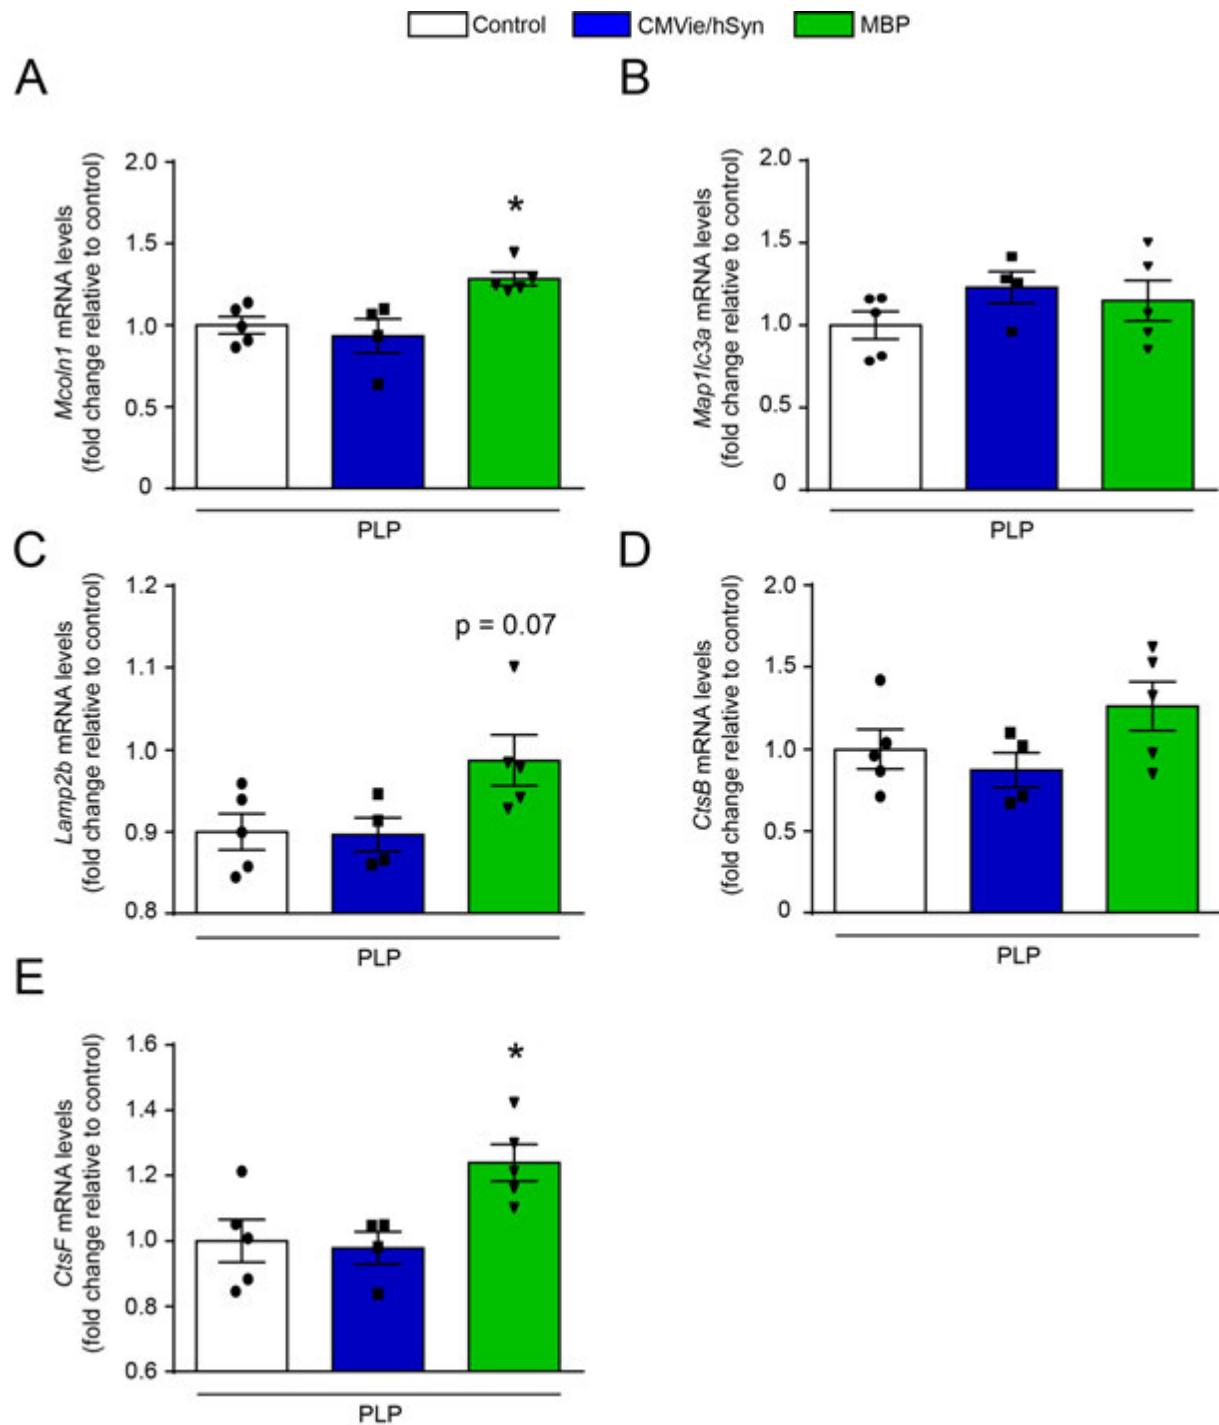 Control CMVie/hSyn MBP
A
Mcoln1 mRNA levels
(fold change relative to control)
2.0
*
1.5
1.0
0.5
0
PLP
B
Map1lc3a mRNA levels
(fold change relative to control)
2.0
1.5
1.0
0.5
0
PLP
C
Lamp2b mRNA levels
(fold change relative to control)
1.2
p = 0.07
1.1
1.0
0.9
0.8
PLP
D
CtsB mRNA levels
(fold change relative to control)
2.0
1.5
1.0
0.5
0
PLP
E
CtsF mRNA levels
(fold change relative to control)
1.6
*
1.4
1.2
1.0
0.8
0.6
PLP